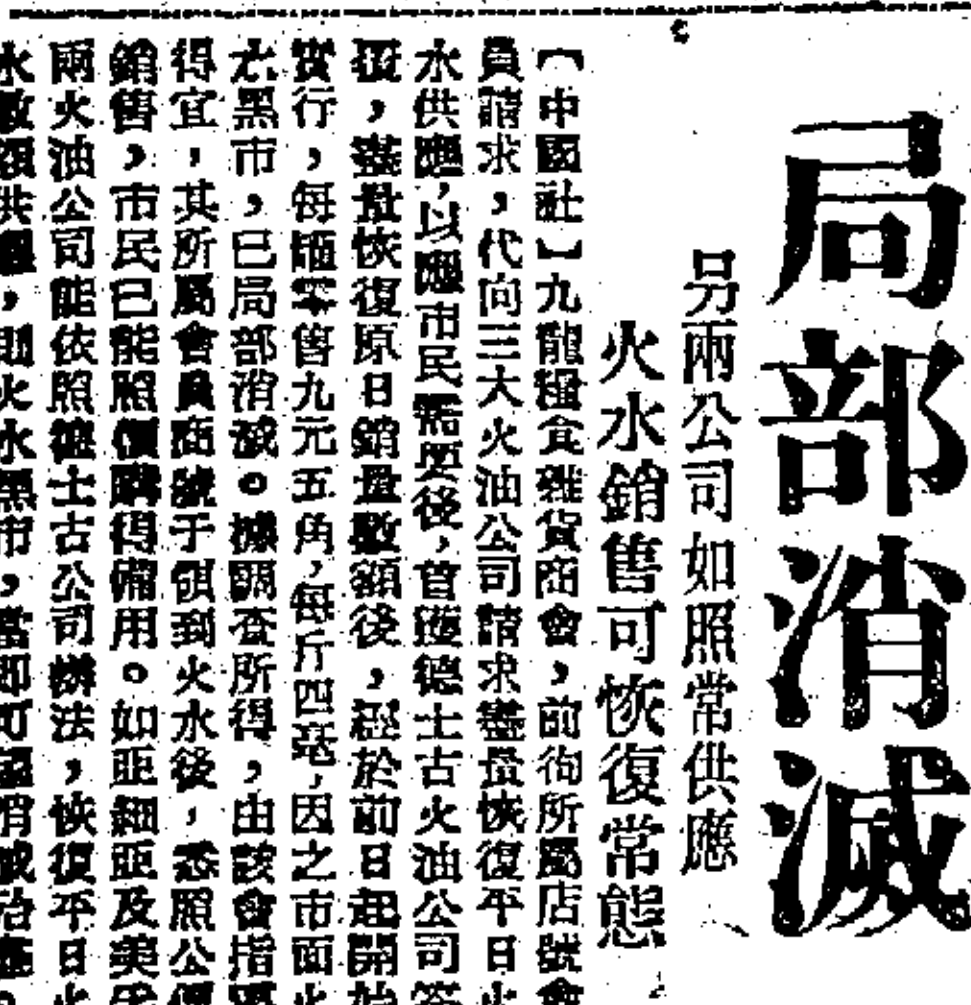 局部消滅
另兩公司如照常供應
火水銷售可恢復常態
【中國社】九龍糧食雜貨商會，前徇所屬店號會
員請求，代向三大火油公司請求盡量恢復平日火
水供應，以應市民需要後，曾獲德士古火油公司答
復，盡量恢復原日銷量數額後，經於前日起開始
實行，每罐零售九元五角，每斤四毫，因之市面火
水黑市，已局部消滅。據調查所得，由該會指導
得宜，其所屬會員商號于領到火水後，悉照公價
銷售，市民已能照價購得備用。如亞細亞及美孚
兩火油公司能依照德士古公司辦法，恢復平日火
水數額供應，則火水黑市，當即可消滅